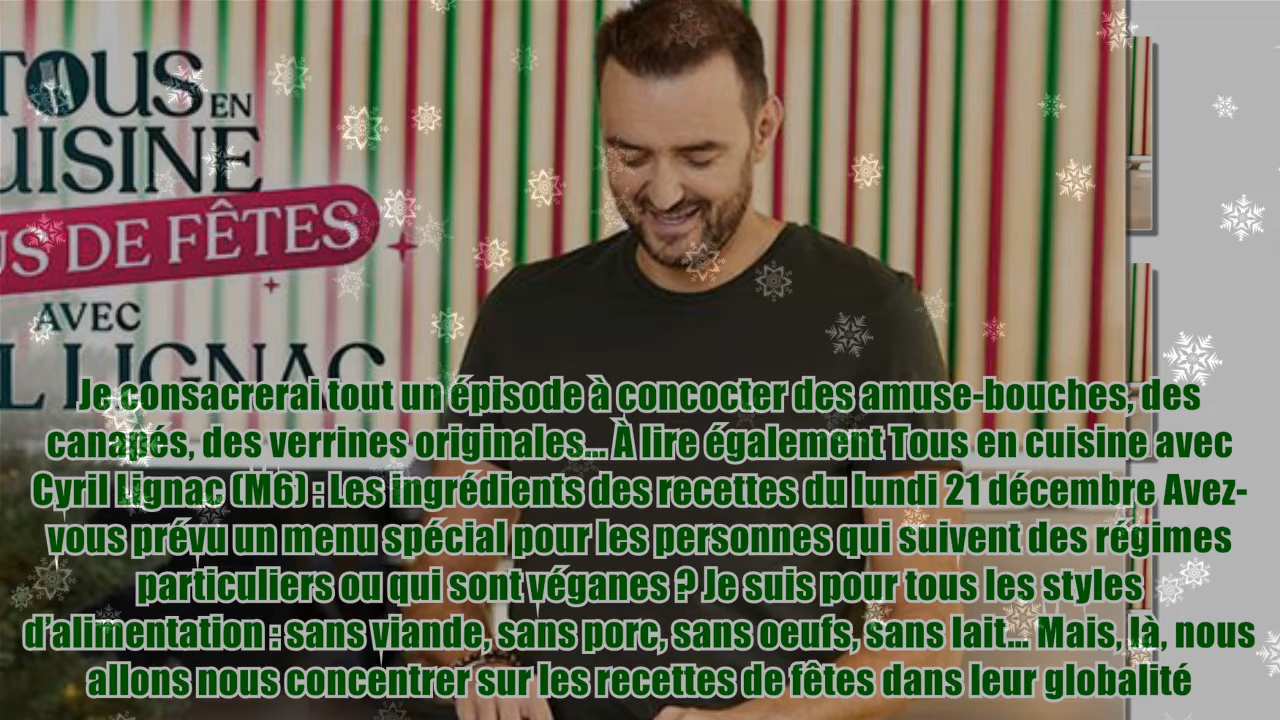 TOUS EN
UISINE
US DE FÊTES
AVEC
L LIGNAC
Je consacrerai tout un épisode à concocter des amuse-bouches, des
canapés, des verrines originales... À lire également Tous en cuisine avec
Cyril Lignac (M6) : Les ingrédients des recettes du lundi 21 décembre Avez-
vous prévu un menu spécial pour les personnes qui suivent des régimes
particuliers ou qui sont véganes ? Je suis pour tous les styles
d’alimentation : sans viande, sans porc, sans oeufs, sans lait... Mais, là, nous
allons nous concentrer sur les recettes de fêtes dans leur globalité